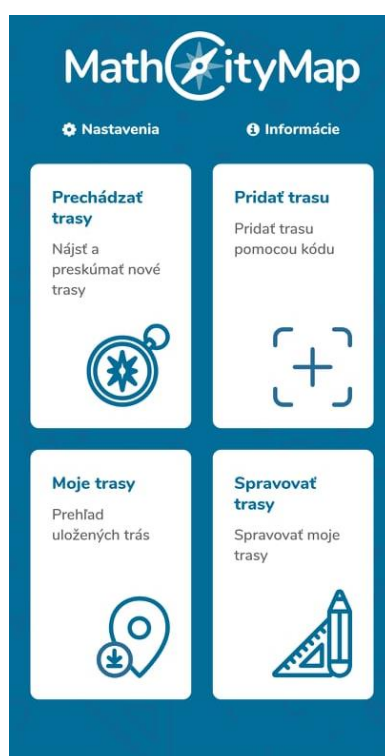 MathCityMap
Nastavenia
Informácie
Prechádzať
trasy
Nájsť a
preskúmať nové
trasy
Pridať trasu
Pridať trasu
pomocou kódu
Moje trasy
Prehľad
uložených trás
Spravovať
trasy
Spravovať moje
trasy